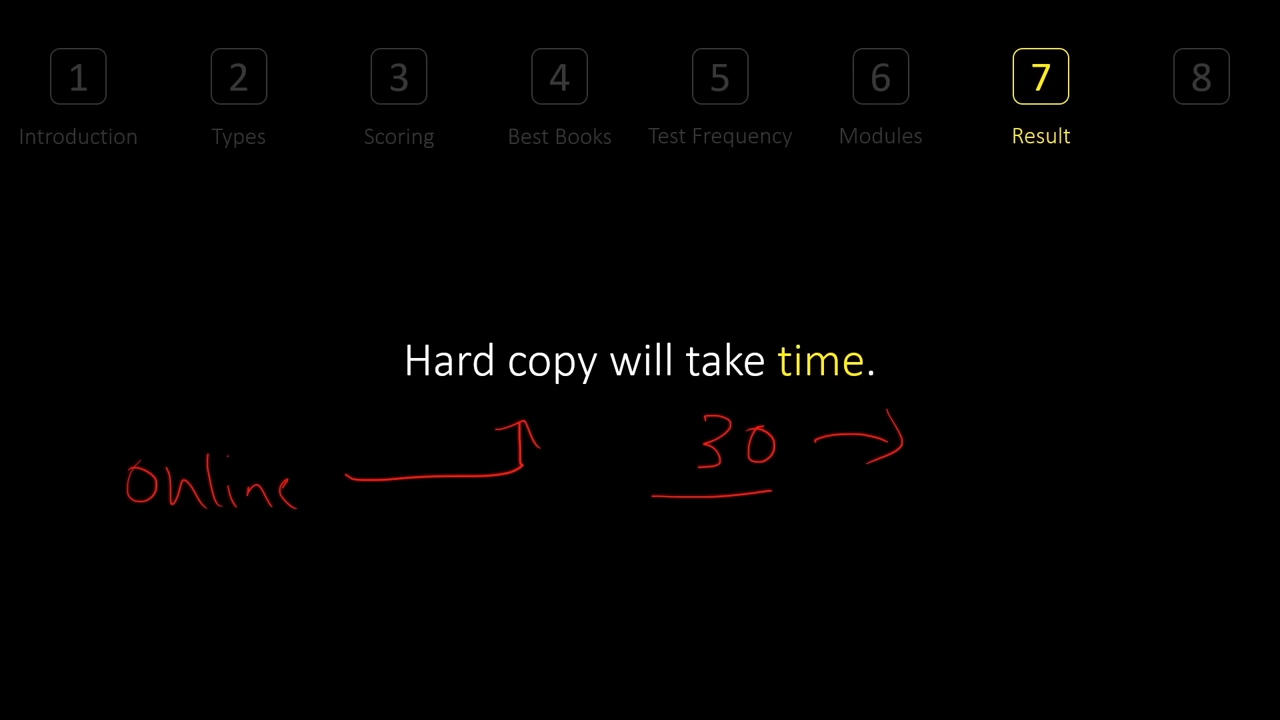 1 2 3 4 5 6 7 8
Introduction Types Scoring Best Books Test Frequency Modules Result
Hard copy will take time.
30
Online